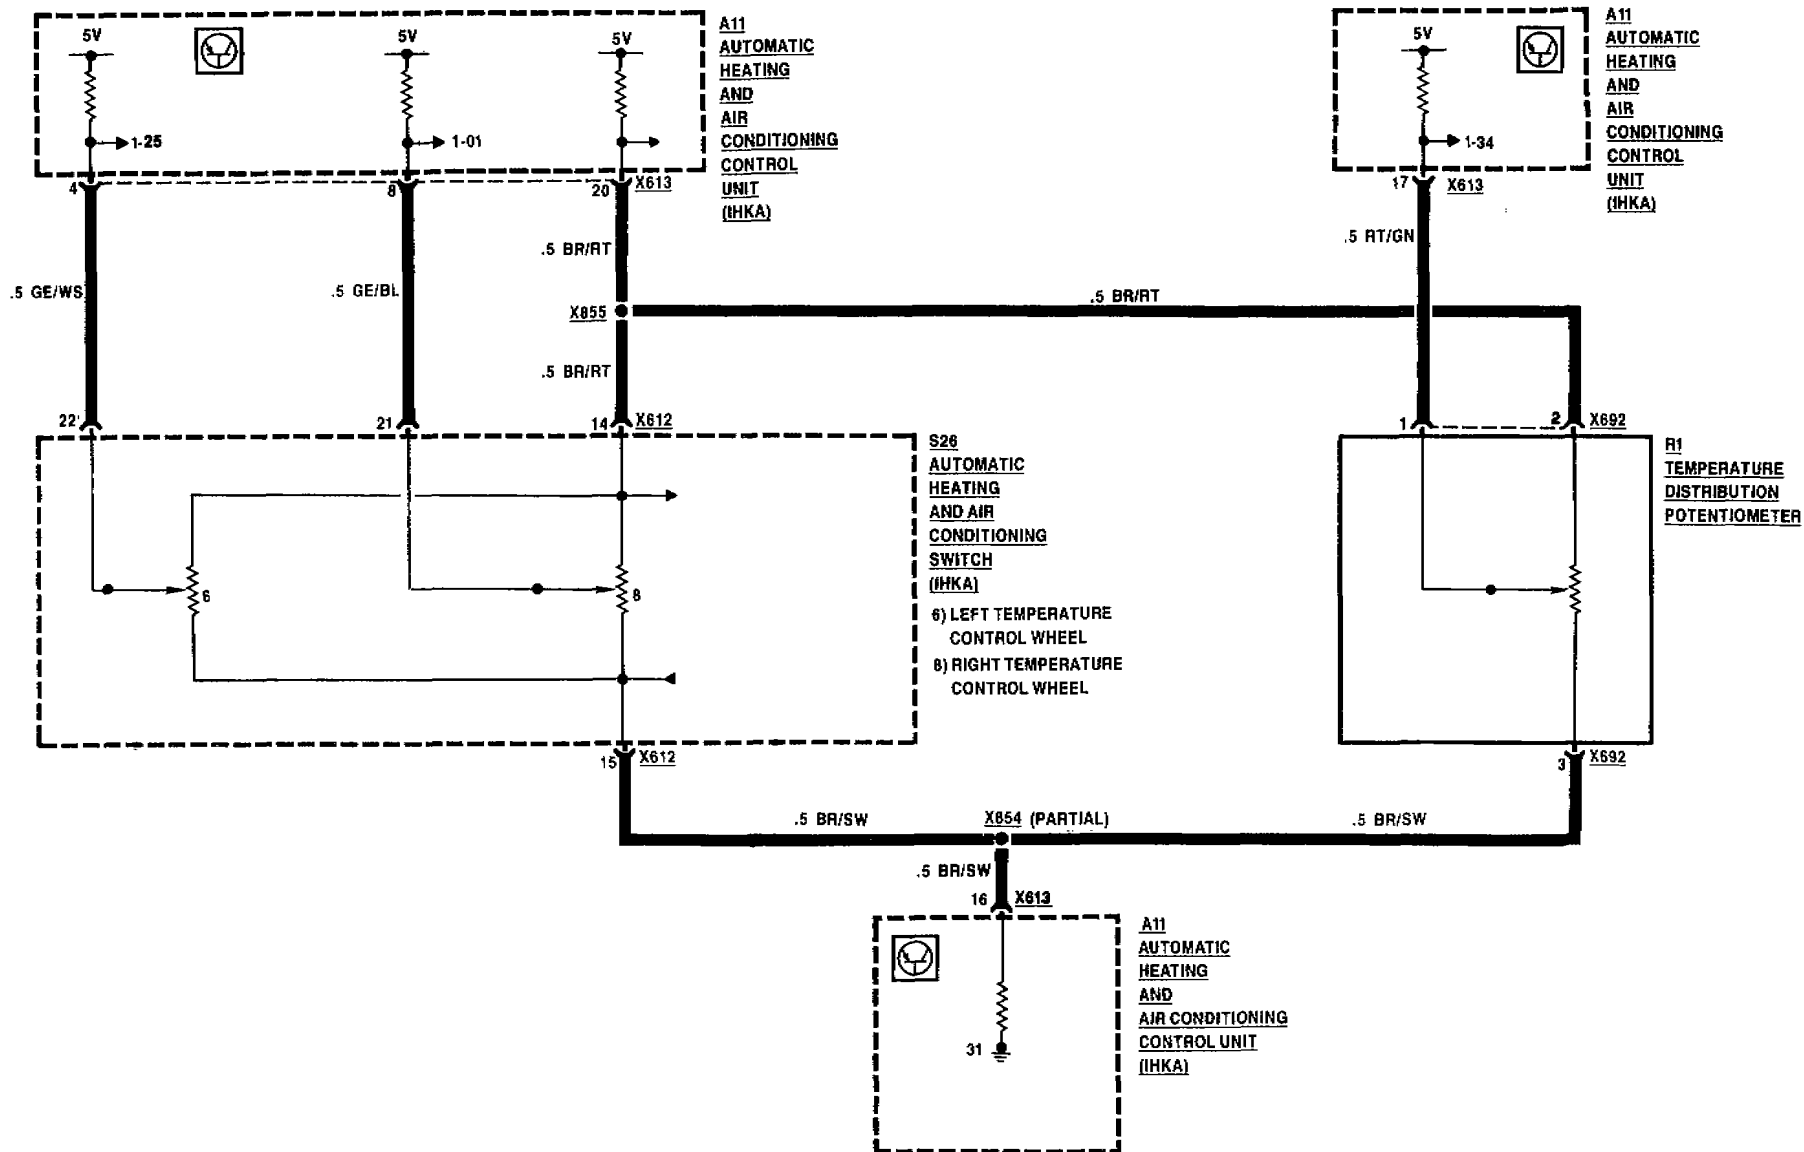 5V
5V
5V
1-25
1-01
4
8
20
X613
A11
AUTOMATIC
HEATING
AND
AIR
CONDITIONING
CONTROL
UNIT
(IHKA)
5V
1-34
17
X613
A11
AUTOMATIC
HEATING
AND
AIR
CONDITIONING
CONTROL
UNIT
(IHKA)
.5 GE/WS
.5 GE/BL
.5 BR/RT
.5 RT/GN
X855
.5 BR/RT
.5 BR/RT
22
21
14
X612
1
2
X692
6
8
S26
AUTOMATIC
HEATING
AND AIR
CONDITIONING
SWITCH
(IHKA)
6) LEFT TEMPERATURE
CONTROL WHEEL
8) RIGHT TEMPERATURE
CONTROL WHEEL
R1
TEMPERATURE
DISTRIBUTION
POTENTIOMETER
15
X612
3
X692
.5 BR/SW
X854 (PARTIAL)
.5 BR/SW
.5 BR/SW
16
X613
31
A11
AUTOMATIC
HEATING
AND
AIR CONDITIONING
CONTROL UNIT
(IHKA)